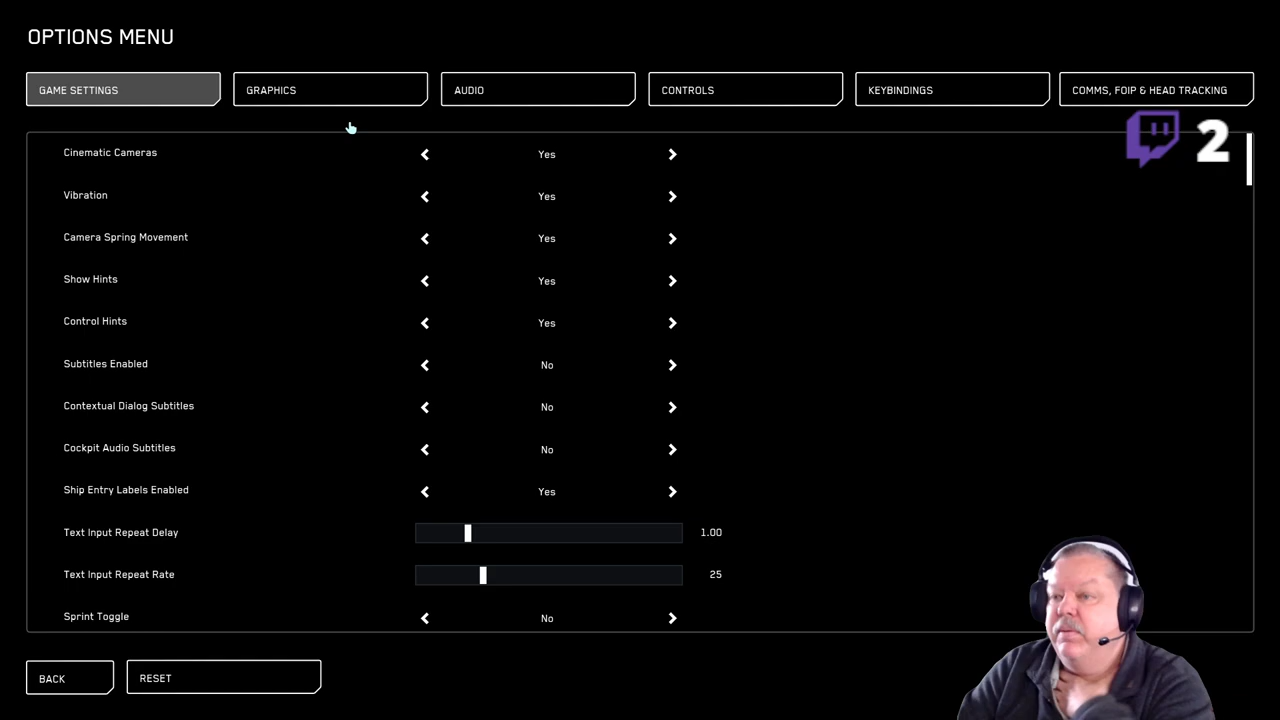 OPTIONS MENU
GAME SETTINGS GRAPHICS AUDIO CONTROLS KEYBINDINGS COMMS, FOIP & HEAD TRACKING
2
Cinematic Cameras Yes
Vibration Yes
Camera Spring Movement Yes
Show Hints Yes
Control Hints Yes
Subtitles Enabled No
Contextual Dialog Subtitles No
Cockpit Audio Subtitles No
Ship Entry Labels Enabled Yes
Text Input Repeat Delay 1.00
Text Input Repeat Rate 25
Sprint Toggle No
BACK RESET